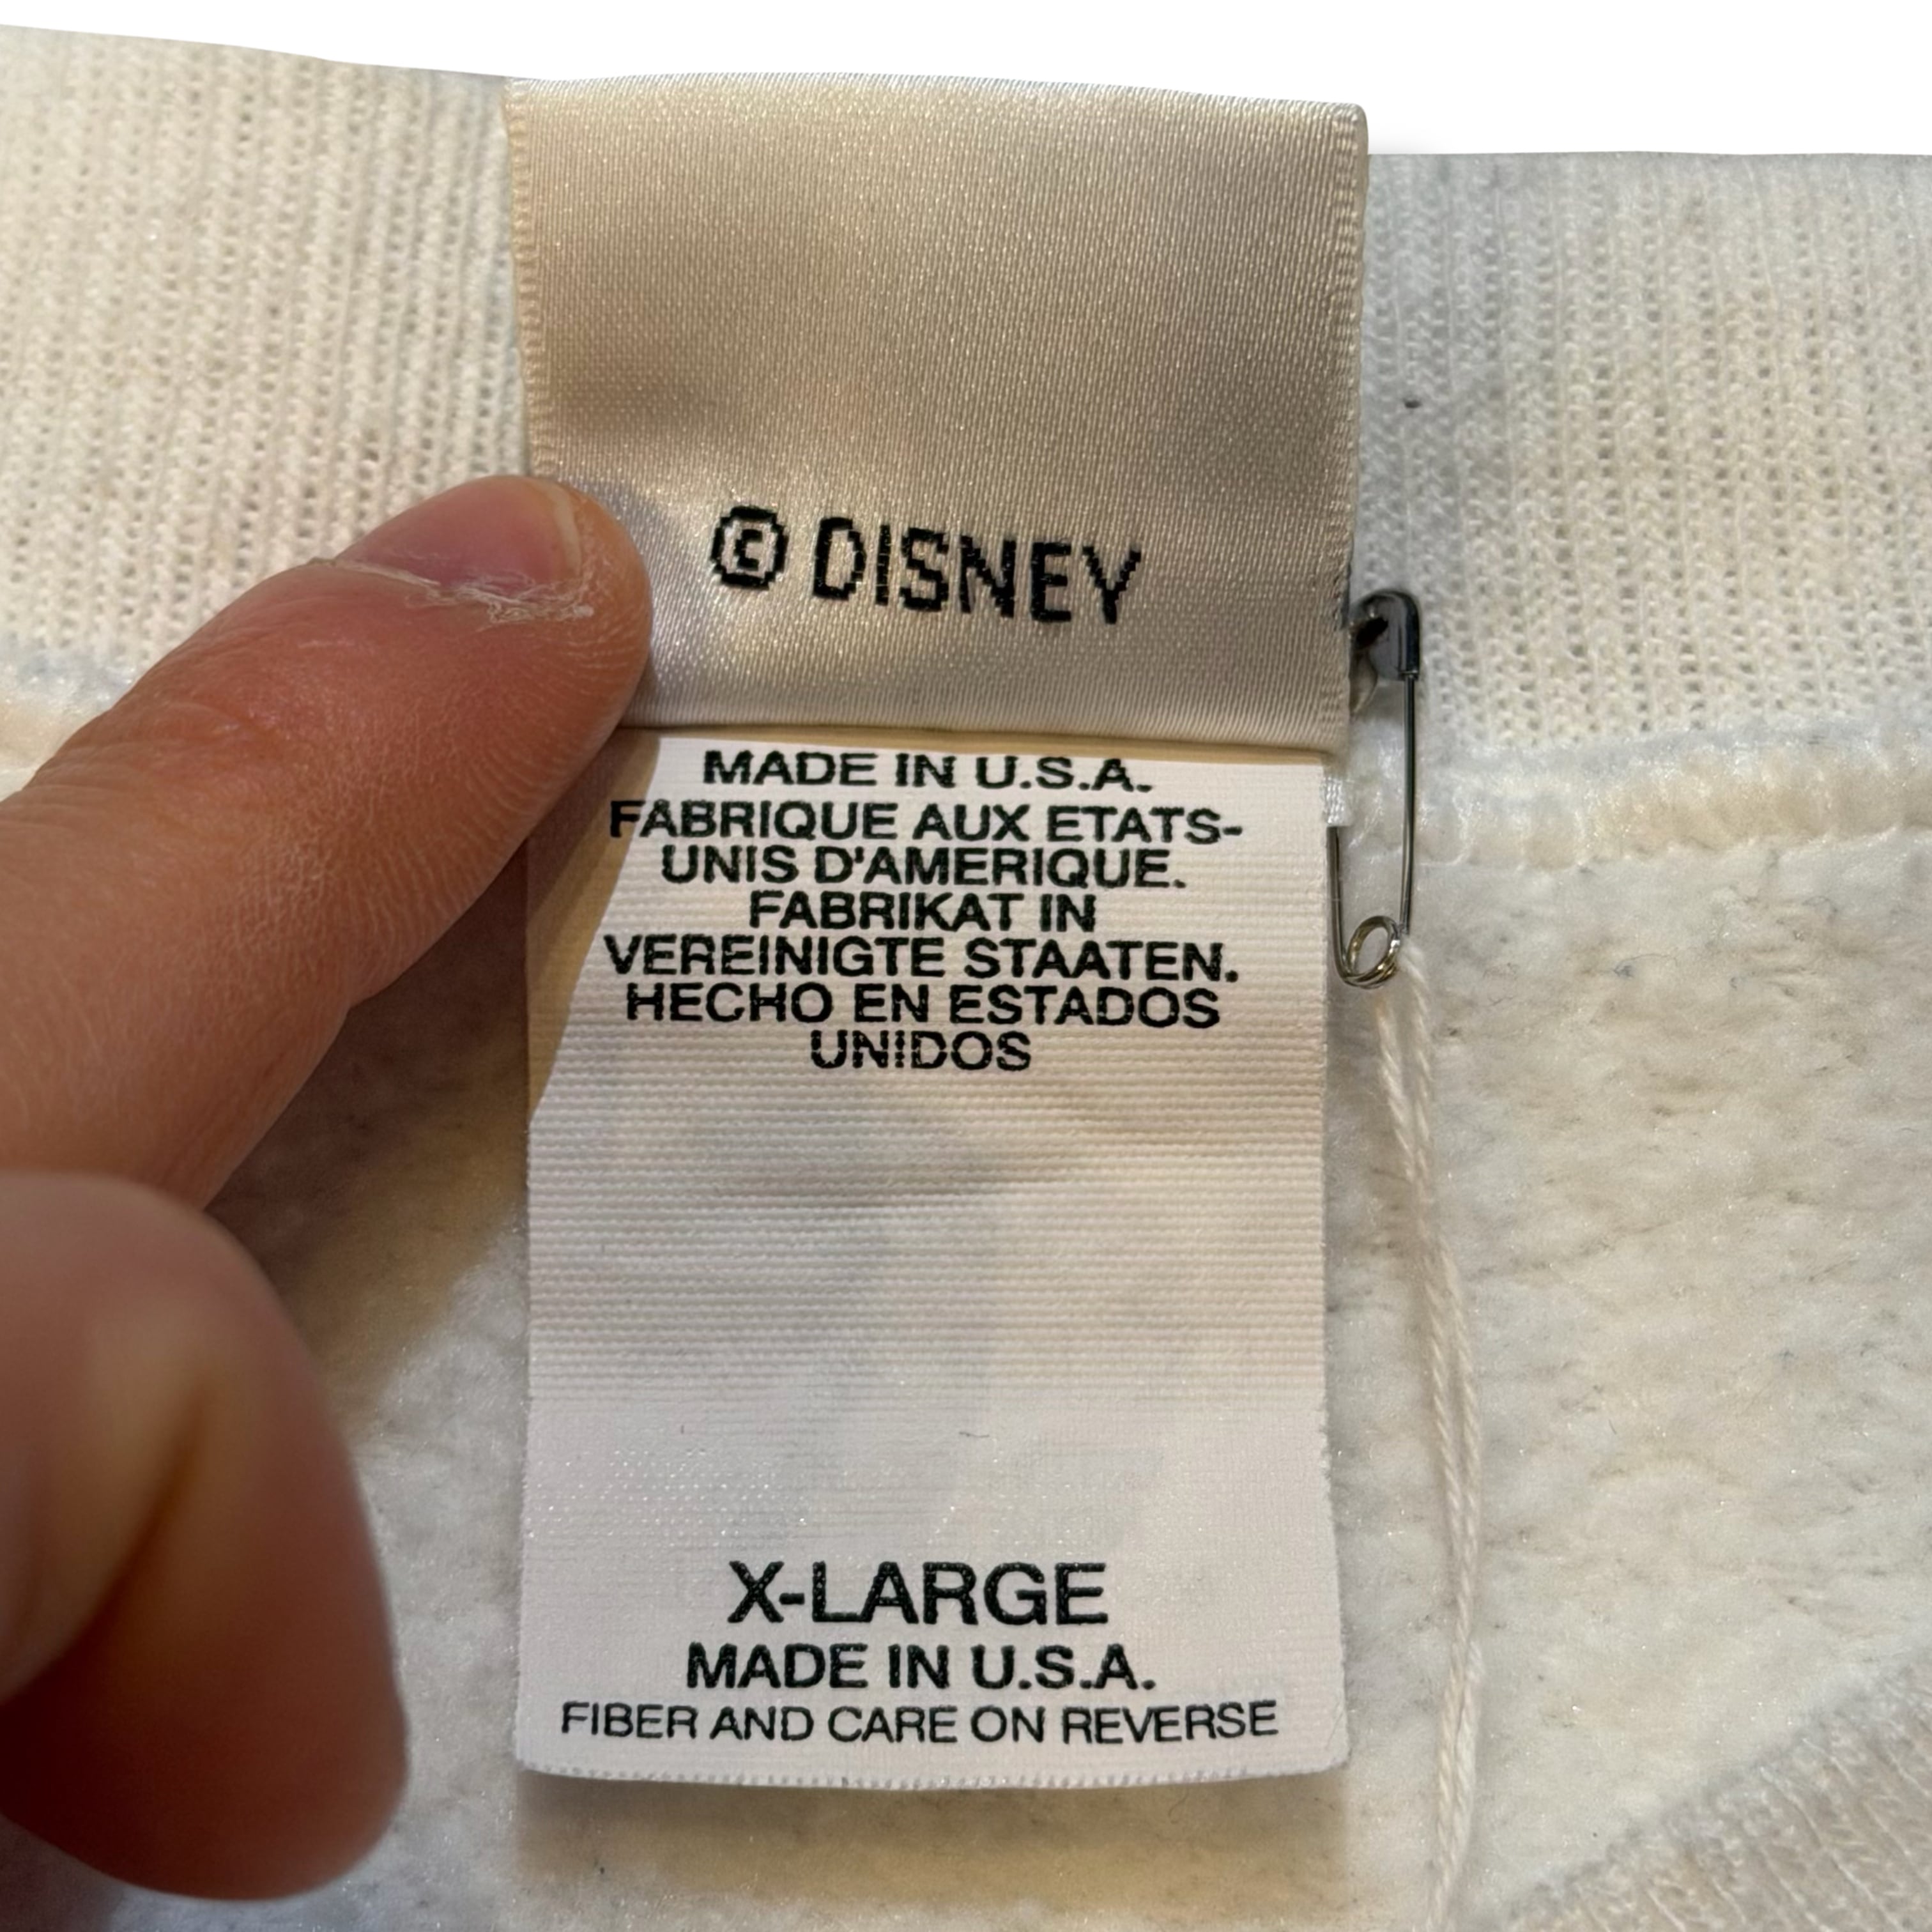 © DISNEY
MADE IN U.S.A.
FABRIQUE AUX ETATS-
UNIS D'AMERIQUE.
FABRIKAT IN
VEREINIGTE STAATEN.
HECHO EN ESTADOS
UNIDOS
X-LARGE
MADE IN U.S.A.
FIBER AND CARE ON REVERSE